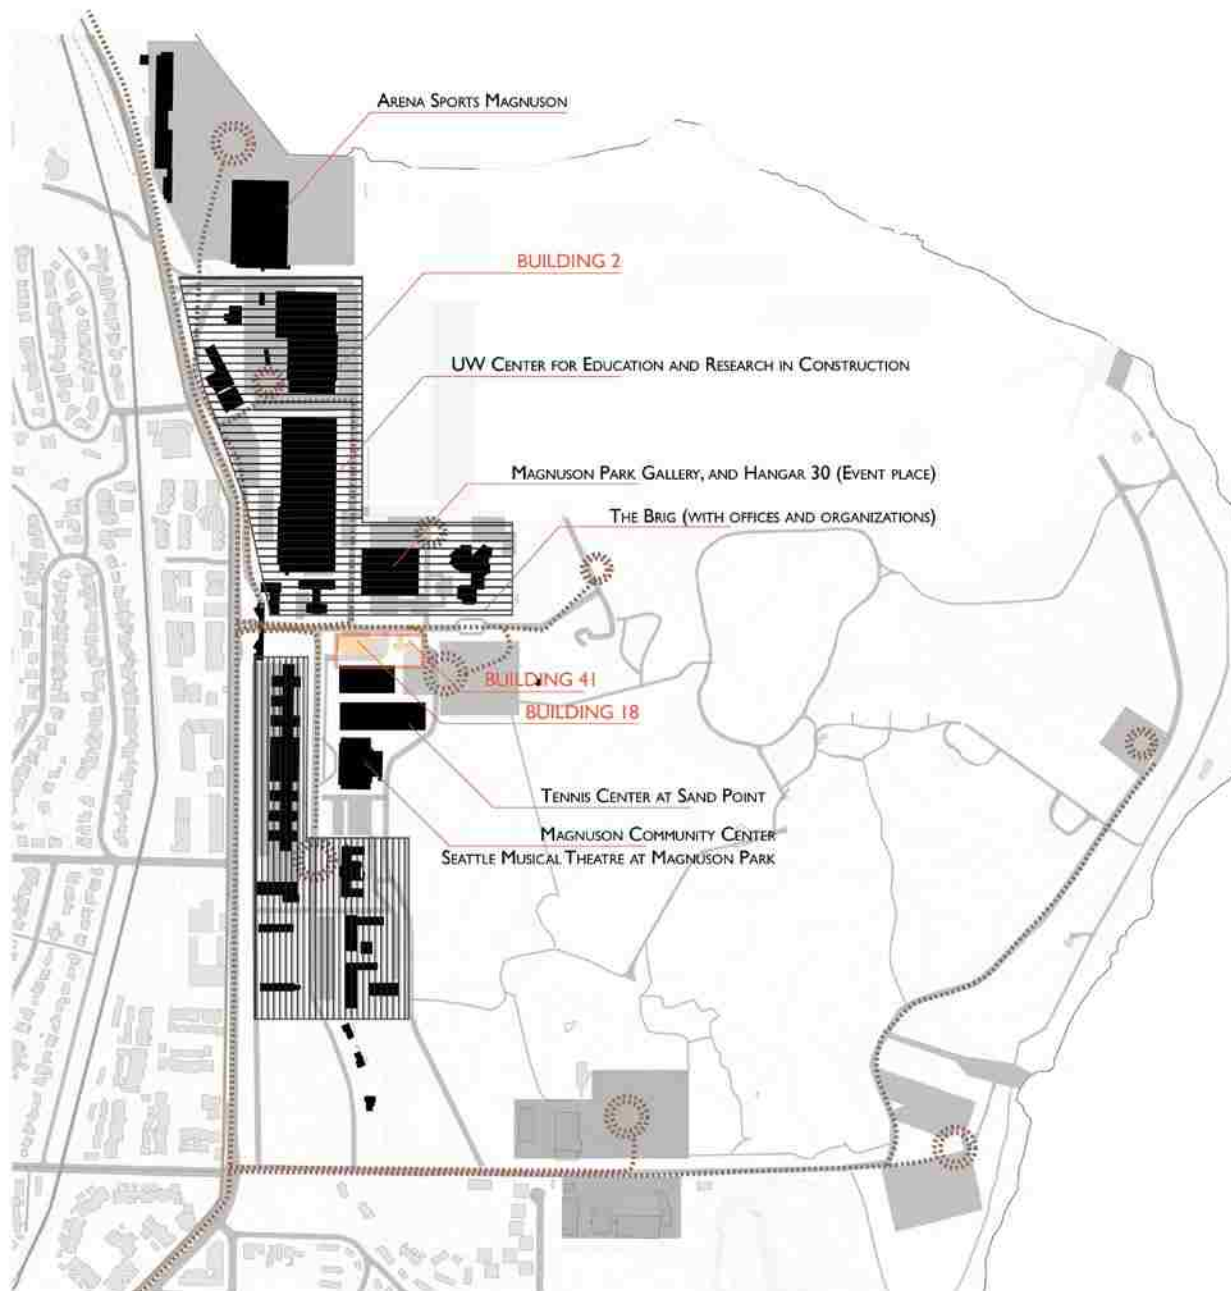 Arena Sports Magnuson
BUILDING 2
UW Center for Education and Research in Construction
Magnuson Park Gallery, and Hangar 30 (Event place)
The Brig (with offices and organizations)
BUILDING 41
BUILDING 18
Tennis Center at Sand Point
Magnuson Community Center
Seattle Musical Theatre at Magnuson Park